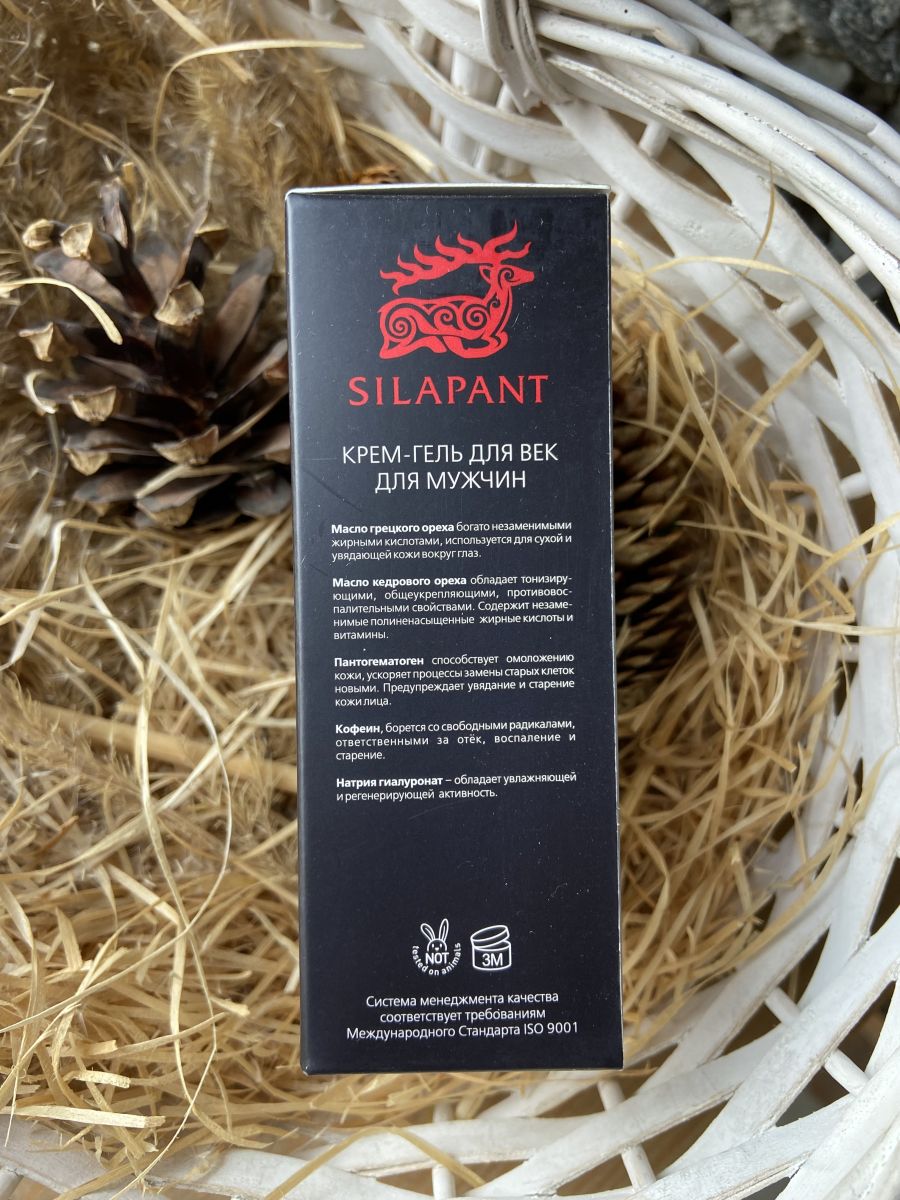 SILAPANT
КРЕМ-ГЕЛЬ ДЛЯ ВЕК
ДЛЯ МУЖЧИН
Масло грецкого ореха богато незаменимыми
жирными кислотами, используется для сухой и
увядающей кожи вокруг глаз.
Масло кедрового ореха обладает тонизиру-
ющими, общеукрепляющими, противовос-
палительными свойствами. Содержит незаме-
нимые полиненасыщенные жирные кислоты и
витамины.
Пантогематоген способствует омоложению
кожи, ускоряет процессы замены старых клеток
новыми. Предупреждает увядание и старение
кожи лица.
Кофеин, борется со свободными радикалами,
ответственными за отёк, воспаление и
старение.
Натрия гиалуронат – обладает увлажняющей
и регенерирующей активность.
NOT
tested on animals
3M
Система менеджмента качества
соответствует требованиям
Международного Стандарта ISO 9001